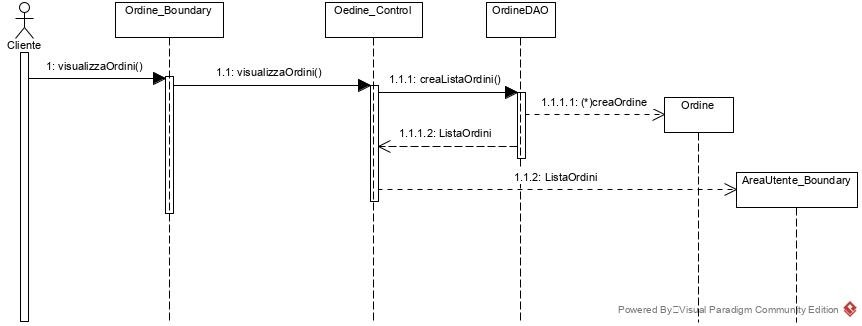 Ordine_Boundary
Oedine_Control
OrdineDAO
Cliente
1: visualizzaOrdini()
1.1: visualizzaOrdini()
1.1.1: creaListaOrdini()
1.1.1.1: (*)creaOrdine
Ordine
1.1.1.2: ListaOrdini
1.1.2: ListaOrdini
AreaUtente_Boundary
Powered By Visual Paradigm Community Edition